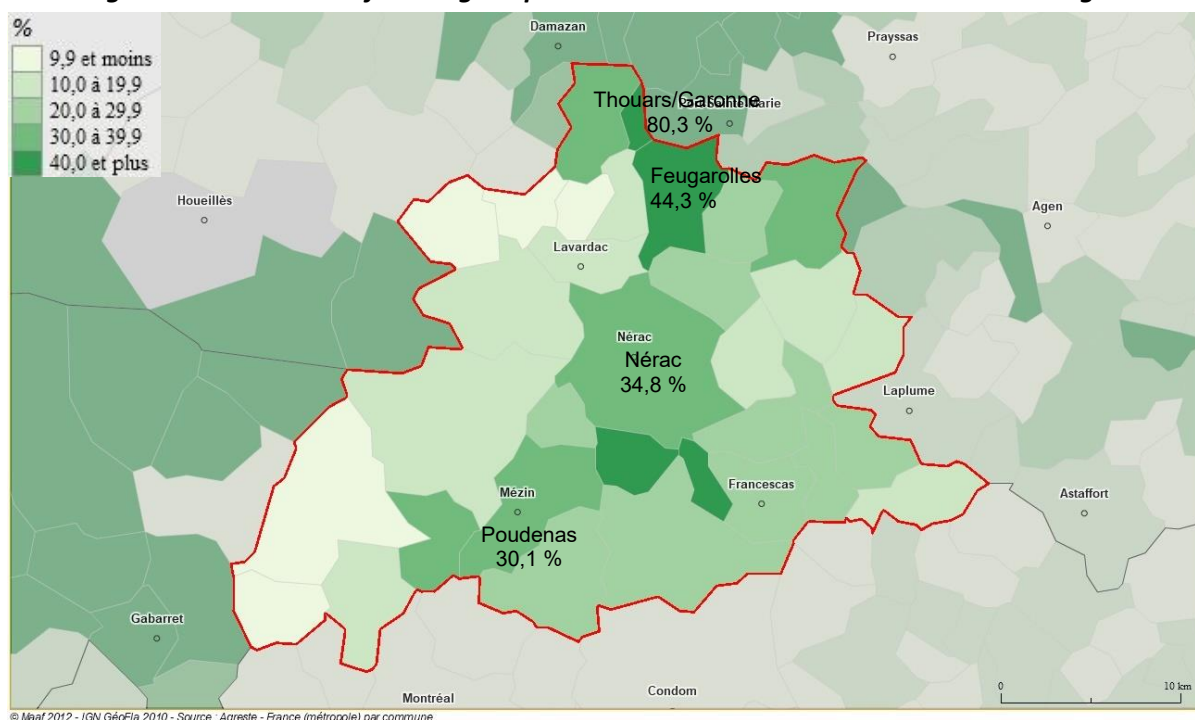 %
9,9 et moins
10,0 à 19,9
20,0 à 29,9
30,0 à 39,9
40,0 et plus
Damazan
Prayssas
Thouars/Garonne
80,3 %
Port-Sainte-Marie
Feugarolles
44,3 %
Houeillès
Agen
Lavardac
Nérac
Nérac
34,8 %
Laplume
Mézin
Francescas
Astaffort
Poudenas
30,1 %
Gabarret
Montréal
Condom
0 10 km
© Maaf 2012 - IGN GéoFla 2010 - Source : Agreste - France (métropole) par commune